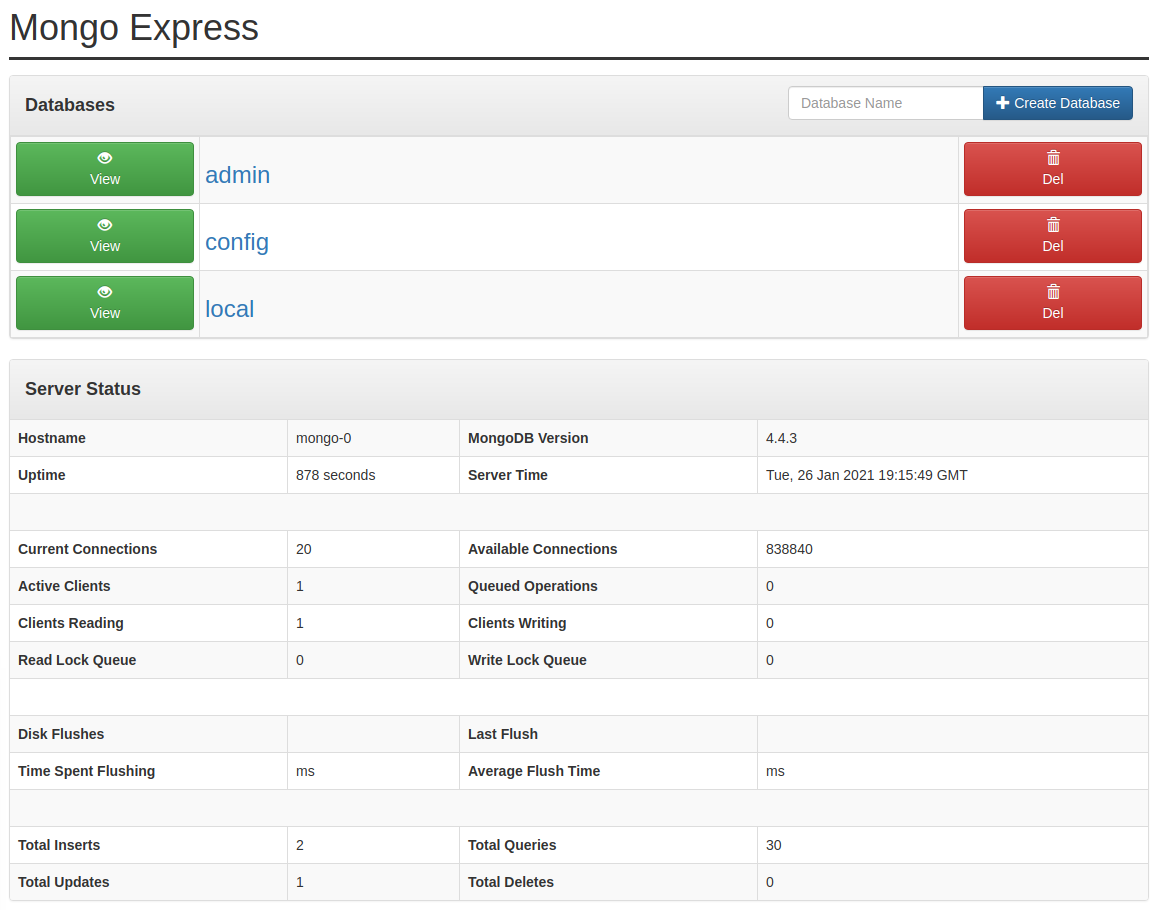 Mongo Express
Databases Database Name Create Database
View admin Del
View config Del
View local Del
Server Status
Hostname mongo-0 MongoDB Version 4.4.3
Uptime 878 seconds Server Time Tue, 26 Jan 2021 19:15:49 GMT
Current Connections 20 Available Connections 838840
Active Clients 1 Queued Operations 0
Clients Reading 1 Clients Writing 0
Read Lock Queue 0 Write Lock Queue 0
Disk Flushes Last Flush
Time Spent Flushing ms Average Flush Time ms
Total Inserts 2 Total Queries 30
Total Updates 1 Total Deletes 0